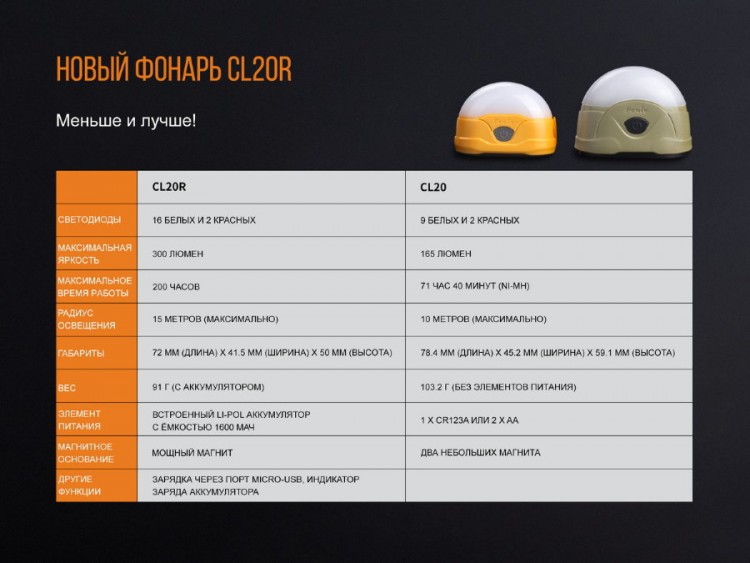 НОВЫЙ ФОНАРЬ CL20R
Меньше и лучше!
CL20R CL20
СВЕТОДИОДЫ 16 БЕЛЫХ И 2 КРАСНЫХ 9 БЕЛЫХ И 2 КРАСНЫХ
МАКСИМАЛЬНАЯ
ЯРКОСТЬ 300 ЛЮМЕН 165 ЛЮМЕН
МАКСИМАЛЬНОЕ
ВРЕМЯ РАБОТЫ 200 ЧАСОВ 71 ЧАС 40 МИНУТ (NI-MH)
РАДИУС
ОСВЕЩЕНИЯ 15 МЕТРОВ (МАКСИМАЛЬНО) 10 МЕТРОВ (МАКСИМАЛЬНО)
ГАБАРИТЫ 72 ММ (ДЛИНА) X 41.5 ММ (ШИРИНА) X 50 ММ (ВЫСОТА) 78.4 ММ (ДЛИНА) X 45.2 ММ (ШИРИНА) X 59.1 ММ (ВЫСОТА)
ВЕС 91 Г (С АККУМУЛЯТОРОМ) 103.2 Г (БЕЗ ЭЛЕМЕНТОВ ПИТАНИЯ)
ЭЛЕМЕНТ
ПИТАНИЯ ВСТРОЕННЫЙ LI-POL АККУМУЛЯТОР
С ЁМКОСТЬЮ 1600 МАЧ 1 X CR123A ИЛИ 2 X AA
МАГНИТНОЕ
ОСНОВАНИЕ МОЩНЫЙ МАГНИТ ДВА НЕБОЛЬШИХ МАГНИТА
ДРУГИЕ
ФУНКЦИИ ЗАРЯДКА ЧЕРЕЗ ПОРТ MICRO-USB, ИНДИКАТОР
ЗАРЯДА АККУМУЛЯТОРА